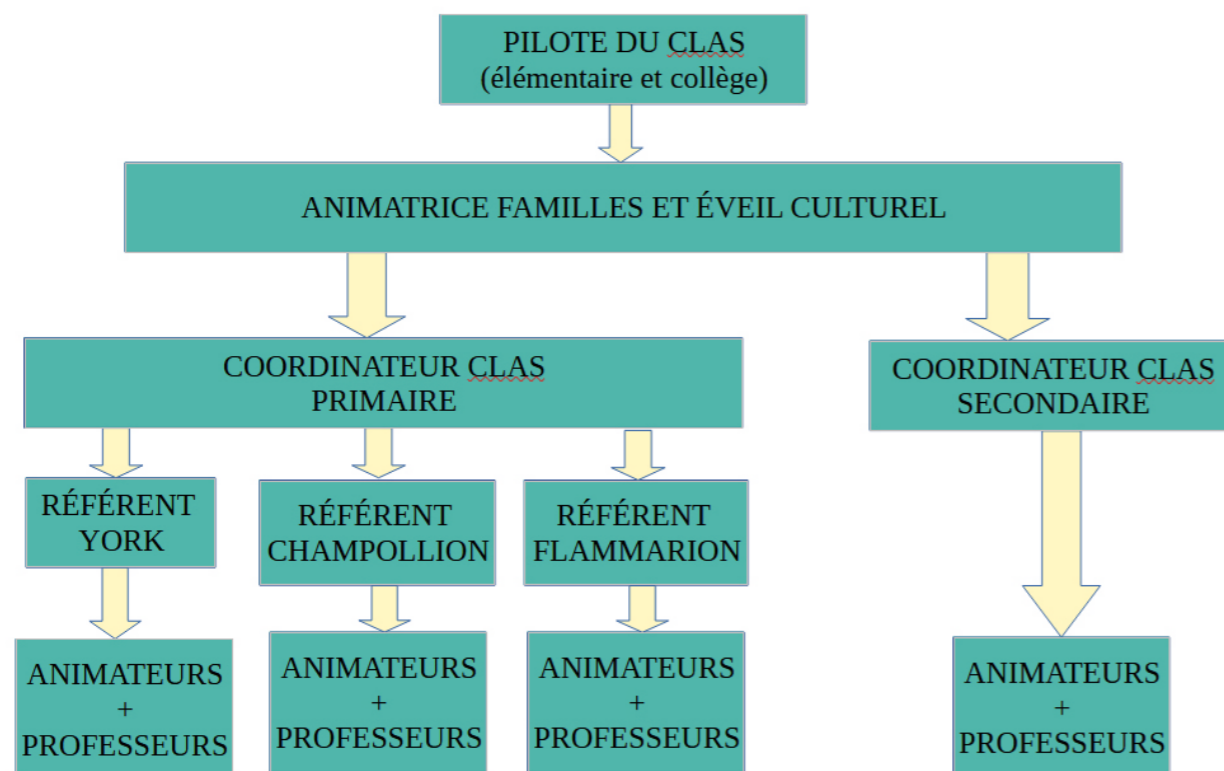 PILOTE DU CLAS
(élémentaire et collège)
ANIMATRICE FAMILLES ET ÉVEIL CULTUREL
COORDINATEUR CLAS
PRIMAIRE
COORDINATEUR CLAS
SECONDAIRE
RÉFÉRENT
YORK
RÉFÉRENT
CHAMPOLLION
RÉFÉRENT
FLAMMARION
ANIMATEURS
+
PROFESSEURS
ANIMATEURS
+
PROFESSEURS
ANIMATEURS
+
PROFESSEURS
ANIMATEURS
+
PROFESSEURS